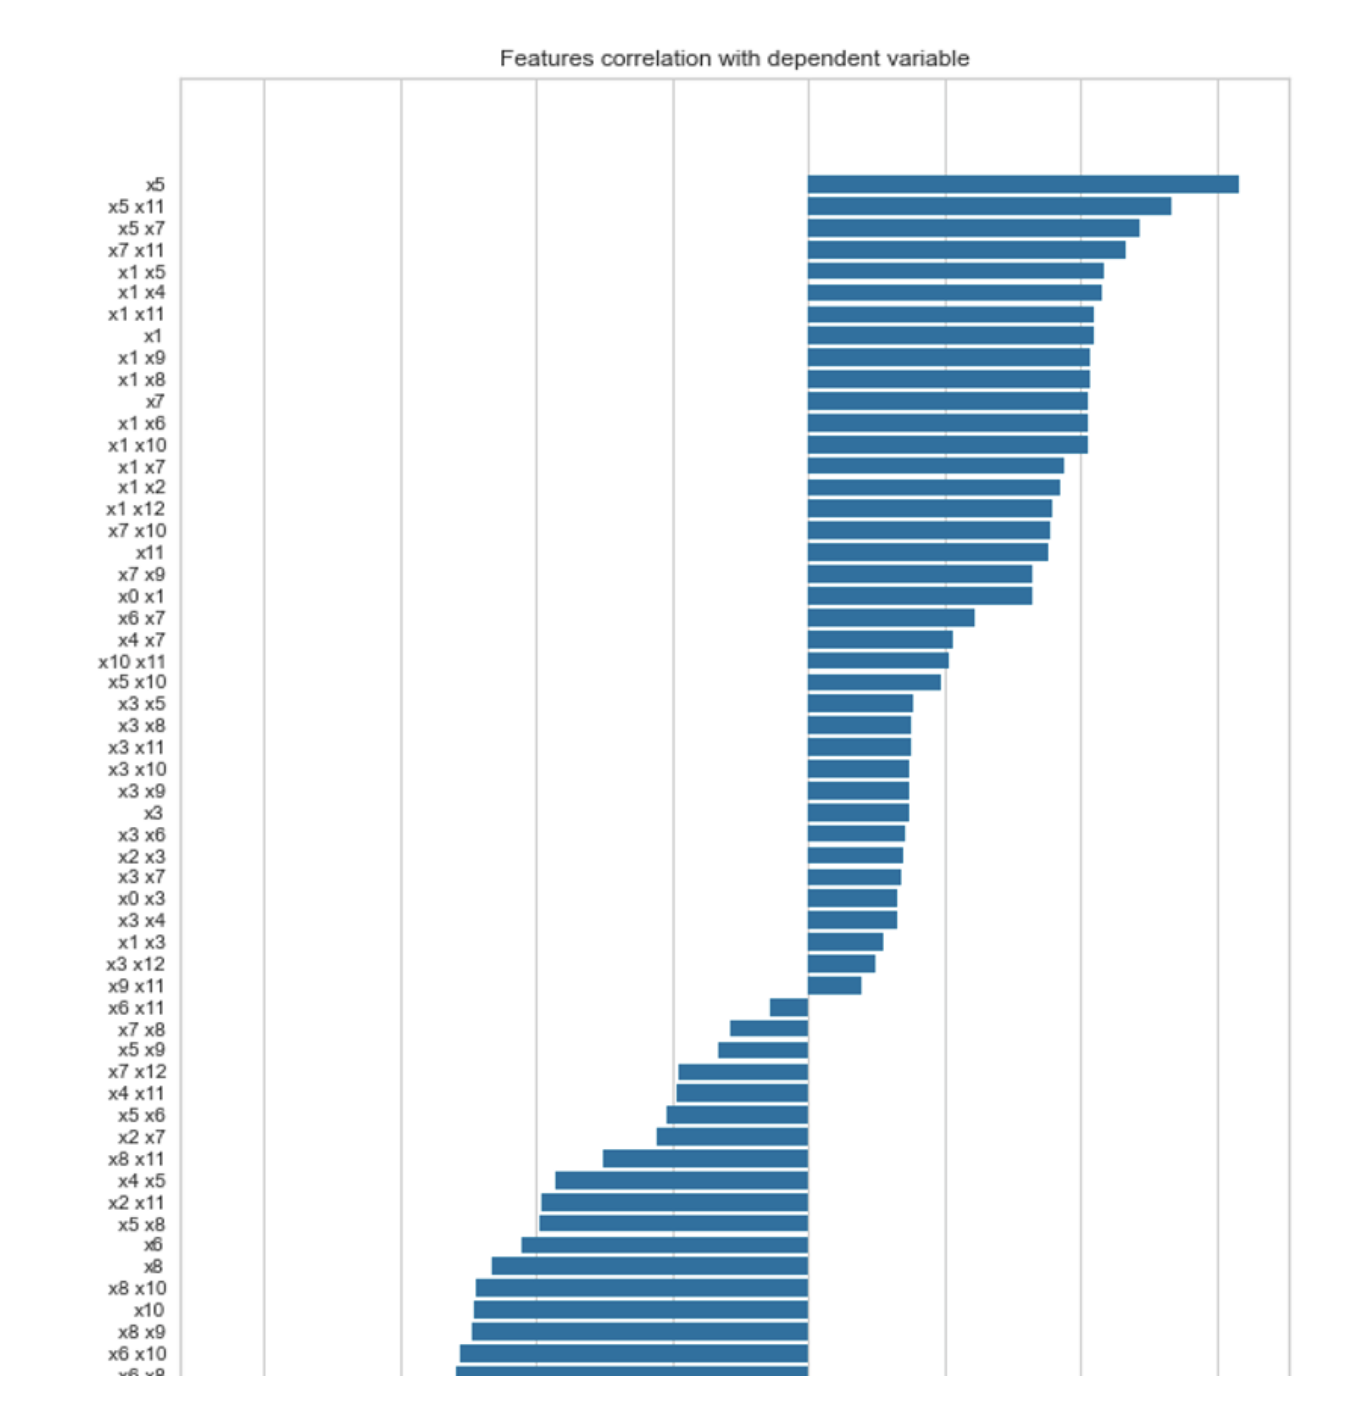 Features correlation with dependent variable
x5
x5 x11
x5 x7
x7 x11
x1 x5
x1 x4
x1 x11
x1
x1 x9
x1 x8
x7
x1 x6
x1 x10
x1 x7
x1 x2
x1 x12
x7 x10
x11
x7 x9
x0 x1
x6 x7
x4 x7
x10 x11
x5 x10
x3 x5
x3 x8
x3 x11
x3 x10
x3 x9
x3
x3 x6
x2 x3
x3 x7
x0 x3
x3 x4
x1 x3
x3 x12
x9 x11
x6 x11
x7 x8
x5 x9
x7 x12
x4 x11
x5 x6
x2 x7
x8 x11
x4 x5
x2 x11
x5 x8
x6
x8
x8 x10
x10
x8 x9
x6 x10